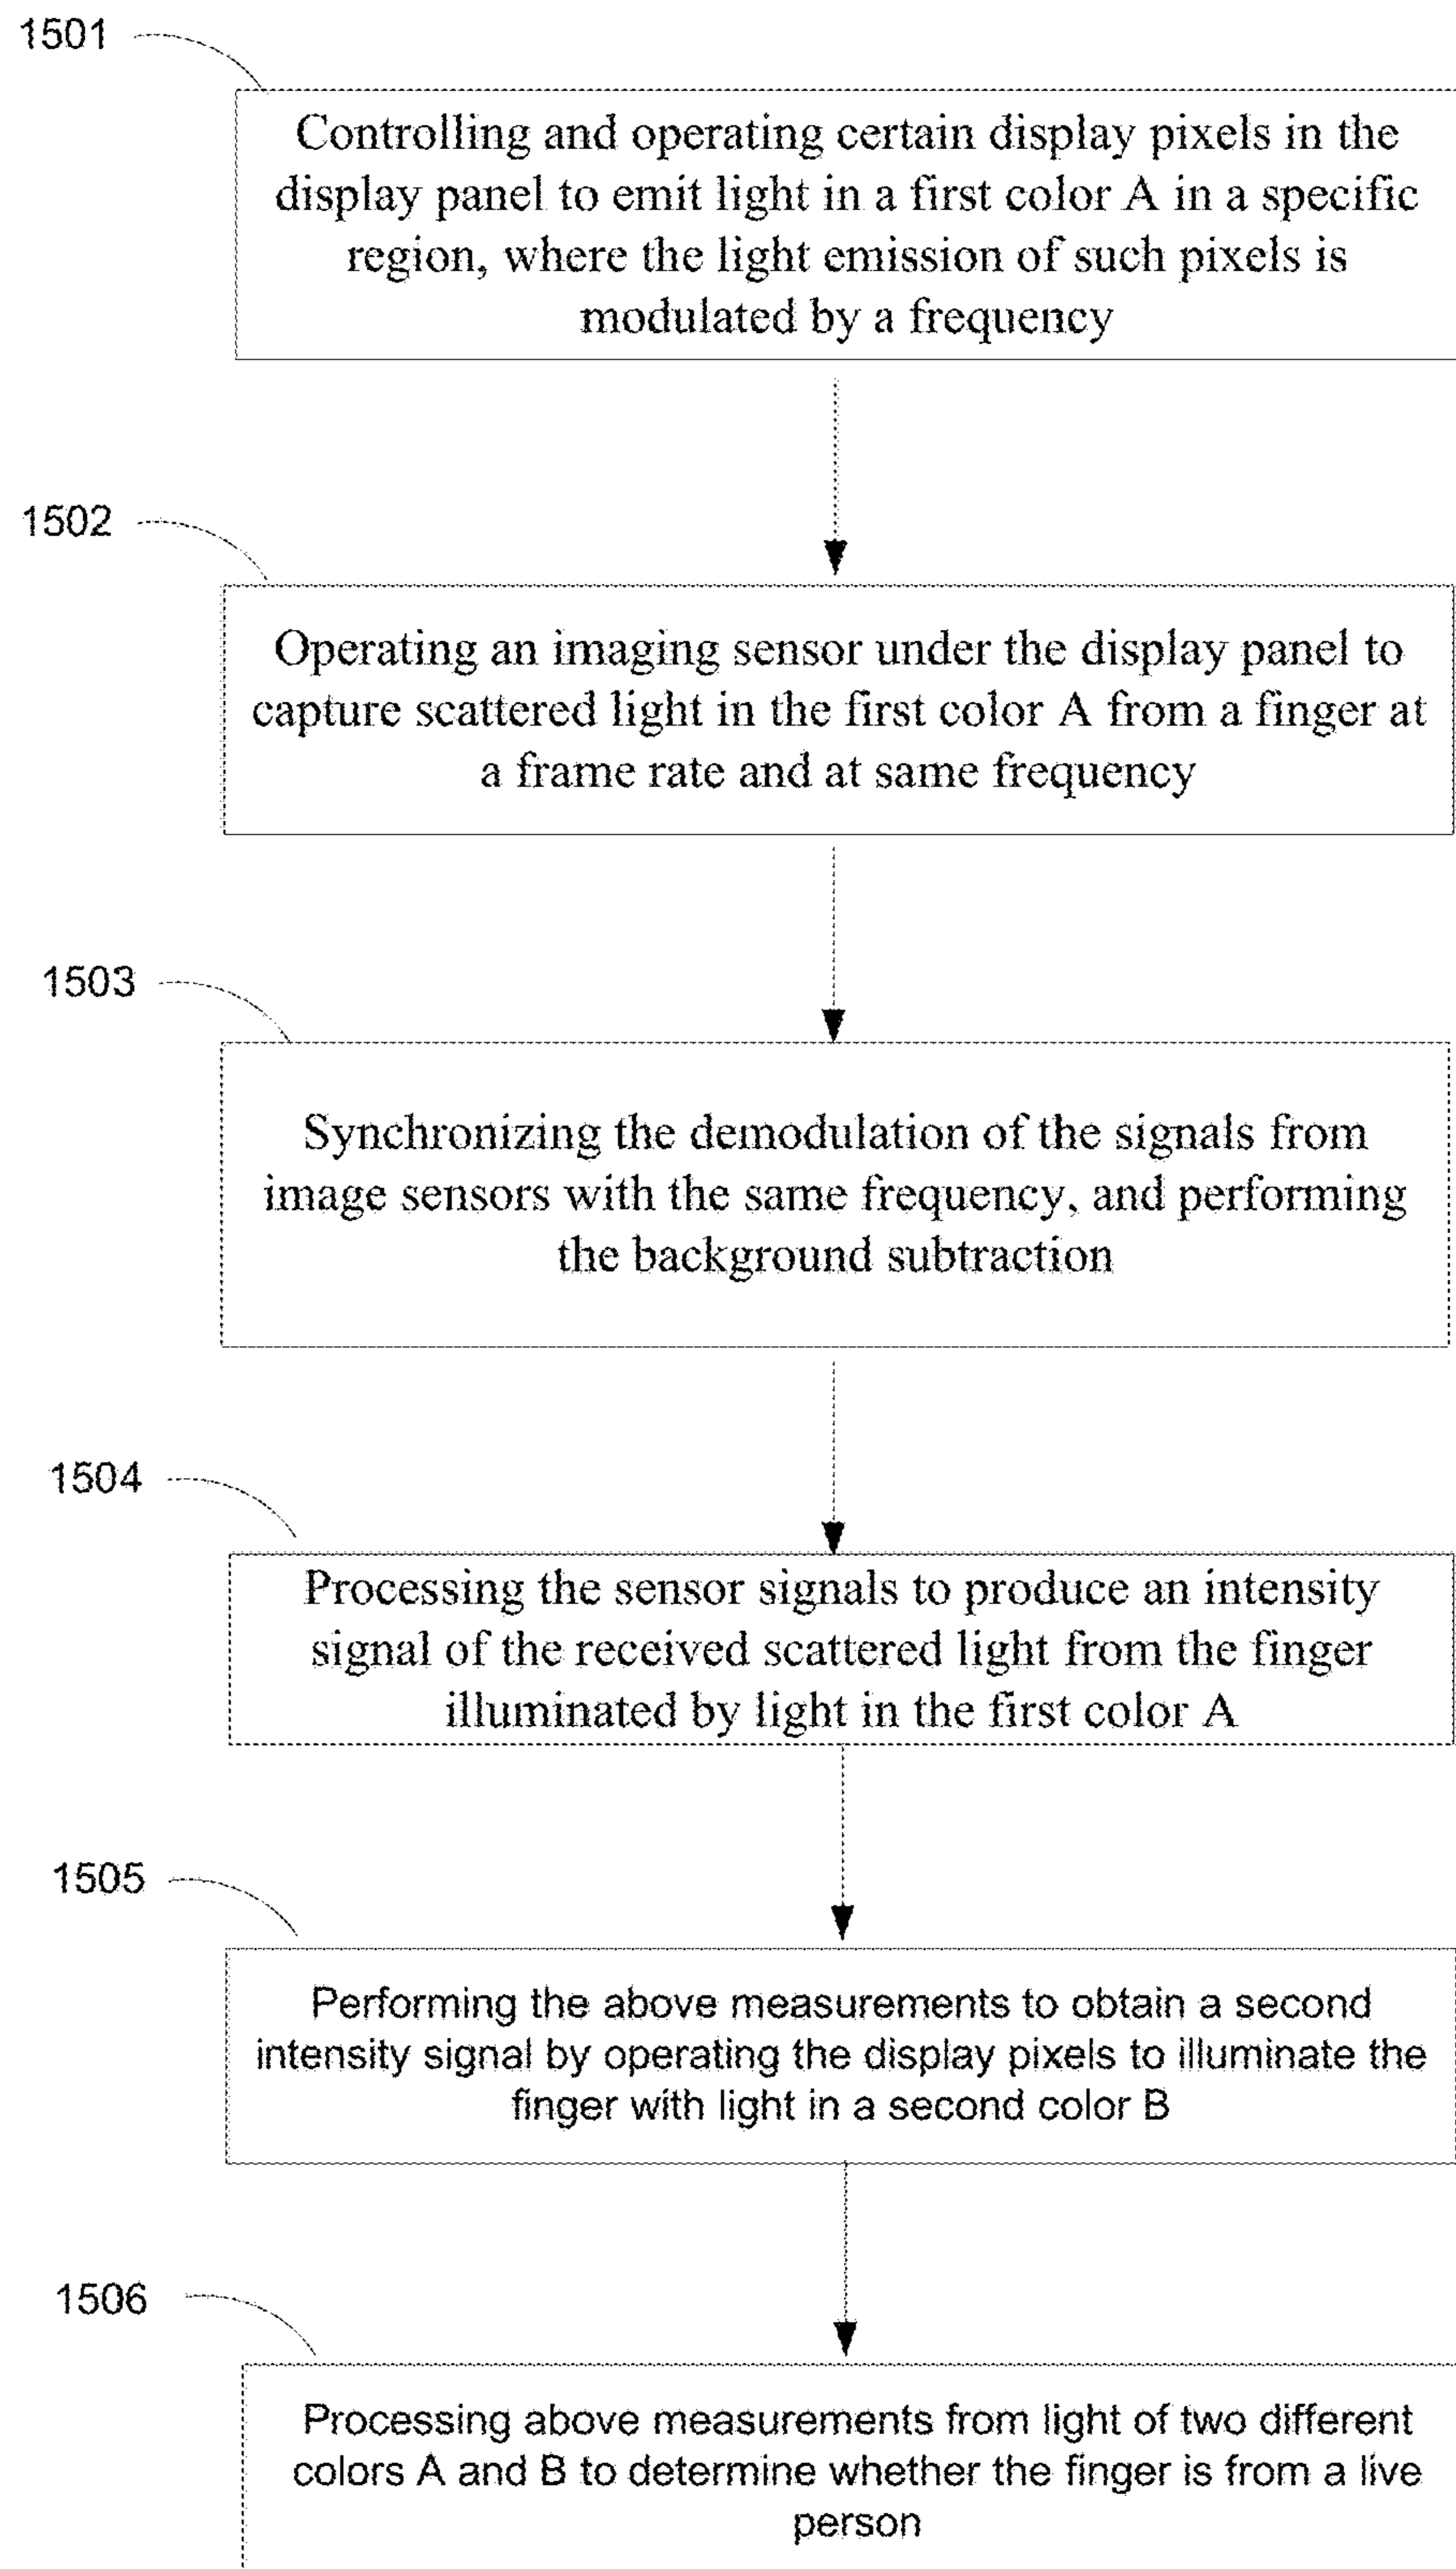 1501
Controlling and operating certain display pixels in the
display panel to emit light in a first color A in a specific
region, where the light emission of such pixels is
modulated by a frequency
1502
Operating an imaging sensor under the display panel to
capture scattered light in the first color A from a finger at
a frame rate and at same frequency
1503
Synchronizing the demodulation of the signals from
image sensors with the same frequency, and performing
the background subtraction
1504
Processing the sensor signals to produce an intensity
signal of the received scattered light from the finger
illuminated by light in the first color A
1505
Performing the above measurements to obtain a second
intensity signal by operating the display pixels to illuminate the
finger with light in a second color B
1506
Processing above measurements from light of two different
colors A and B to determine whether the finger is from a live
person